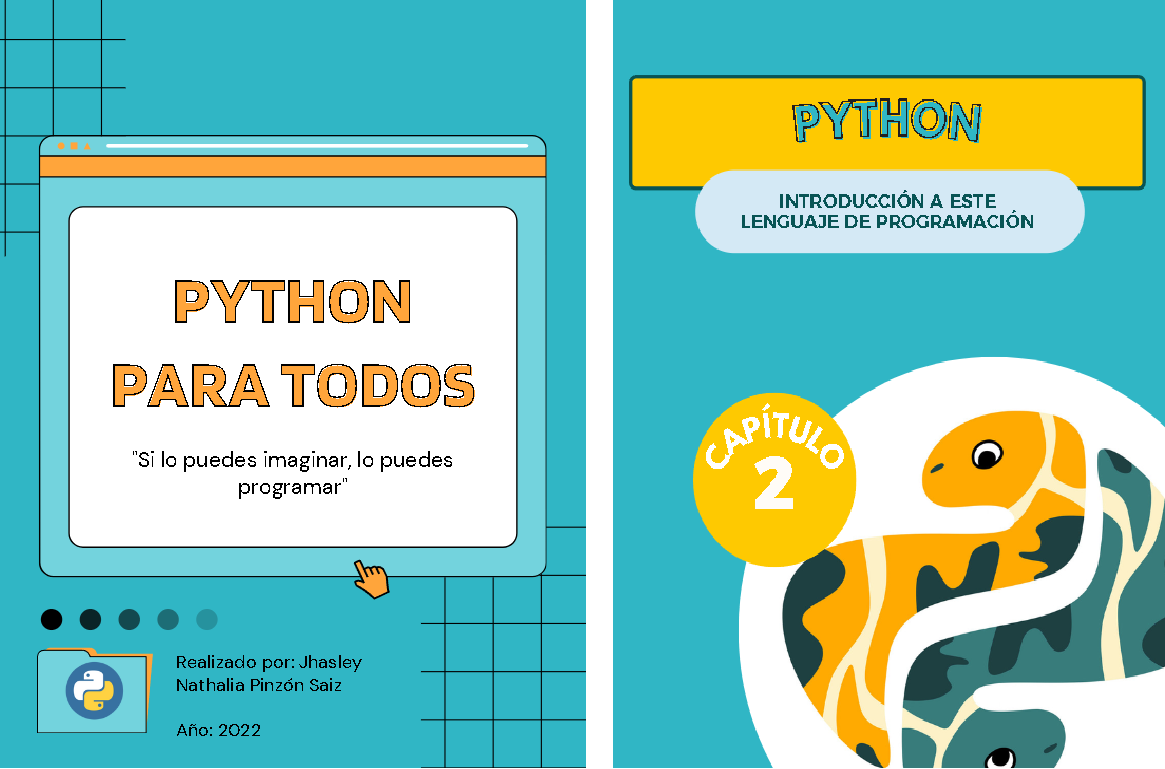 PYTHON
PARA TODOS
"Si lo puedes imaginar, lo puedes
programar"
Realizado por: Jhasley
Nathalia Pinzón Saiz
Año: 2022
PYTHON
INTRODUCCIÓN A ESTE
LENGUAJE DE PROGRAMACIÓN
CAPÍTULO
2